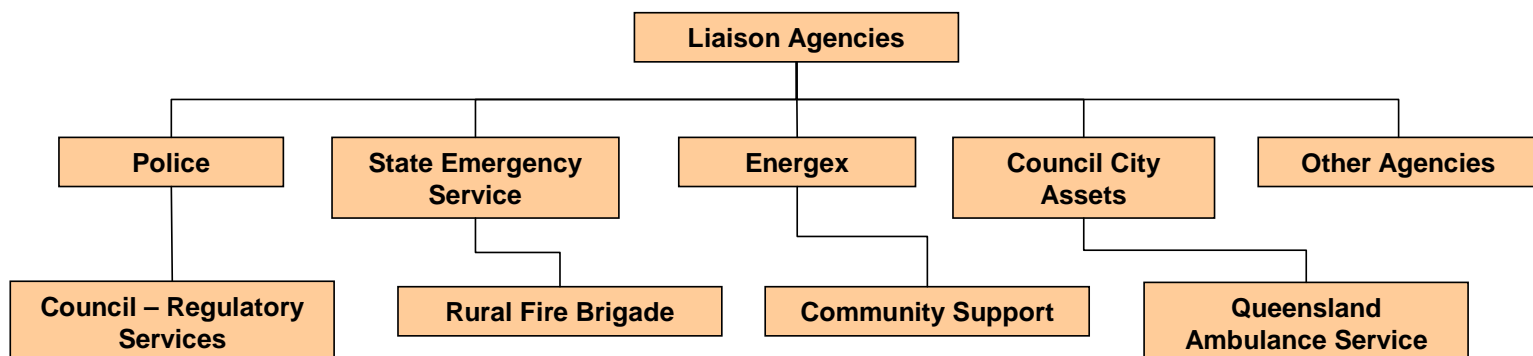 Liaison Agencies
Police
State Emergency
Service
Energex
Council City
Assets
Other Agencies
Council – Regulatory
Services
Rural Fire Brigade
Community Support
Queensland
Ambulance Service